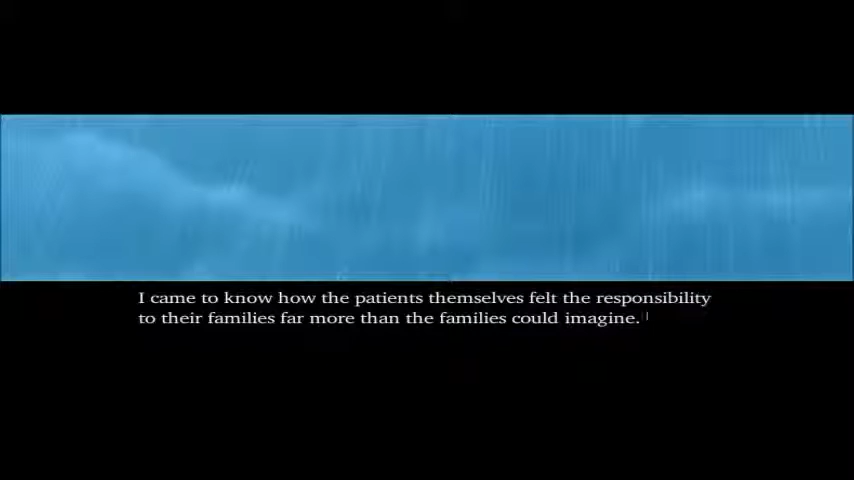 I came to know how the patients themselves felt the responsibility
to their families far more than the families could imagine.